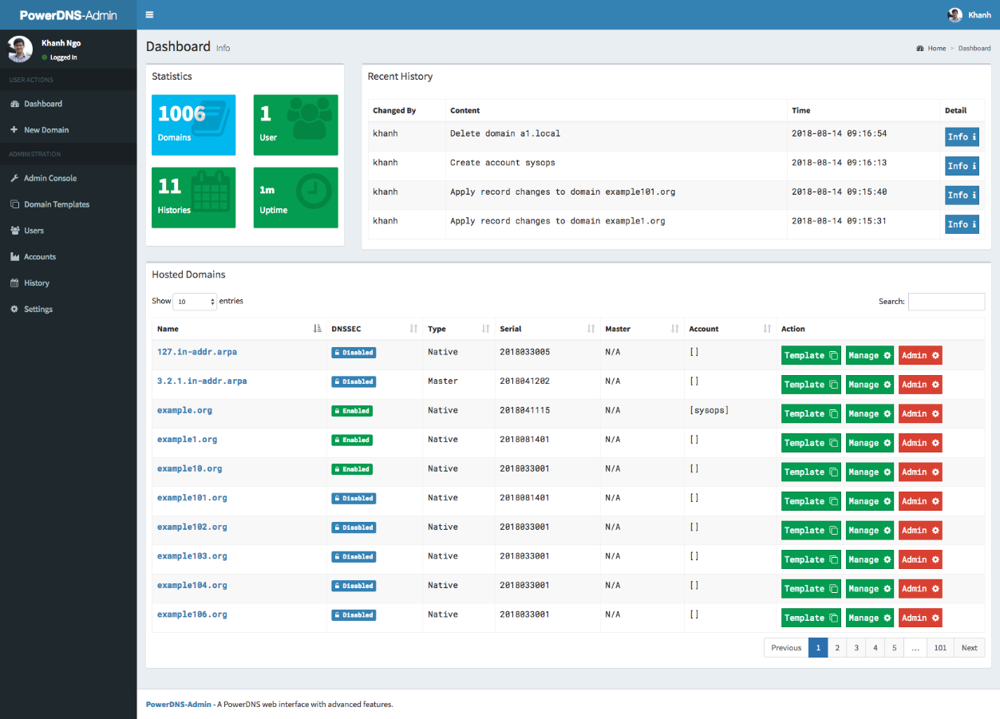 PowerDNS-Admin
Khanh
Khanh Ngo
Logged In
USER ACTIONS
Dashboard
New Domain
ADMINISTRATION
Admin Console
Domain Templates
Users
Accounts
History
Settings
Dashboard Info
Home > Dashboard
Statistics
1006
Domains
1
User
11
Histories
1m
Uptime
Recent History
Changed By Content Time Detail
khanh Delete domain a1.local 2018-08-14 09:16:54 Info
khanh Create account sysops 2018-08-14 09:16:13 Info
khanh Apply record changes to domain example101.org 2018-08-14 09:15:40 Info
khanh Apply record changes to domain example1.org 2018-08-14 09:15:31 Info
Hosted Domains
Show 10 entries Search:
Name DNSSEC Type Serial Master Account Action
127.in-addr.arpa Disabled Native 2018033005 N/A [] Template Manage Admin
3.2.1.in-addr.arpa Disabled Master 2018041202 N/A [] Template Manage Admin
example.org Enabled Native 2018041115 N/A [sysops] Template Manage Admin
example1.org Enabled Native 2018081401 N/A [] Template Manage Admin
example10.org Enabled Native 2018033001 N/A [] Template Manage Admin
example101.org Disabled Native 2018081401 N/A [] Template Manage Admin
example102.org Disabled Native 2018033001 N/A [] Template Manage Admin
example103.org Disabled Native 2018033001 N/A [] Template Manage Admin
example104.org Disabled Native 2018033001 N/A [] Template Manage Admin
example106.org Disabled Native 2018033001 N/A [] Template Manage Admin
Previous 1 2 3 4 5 ... 101 Next
PowerDNS-Admin - A PowerDNS web interface with advanced features.